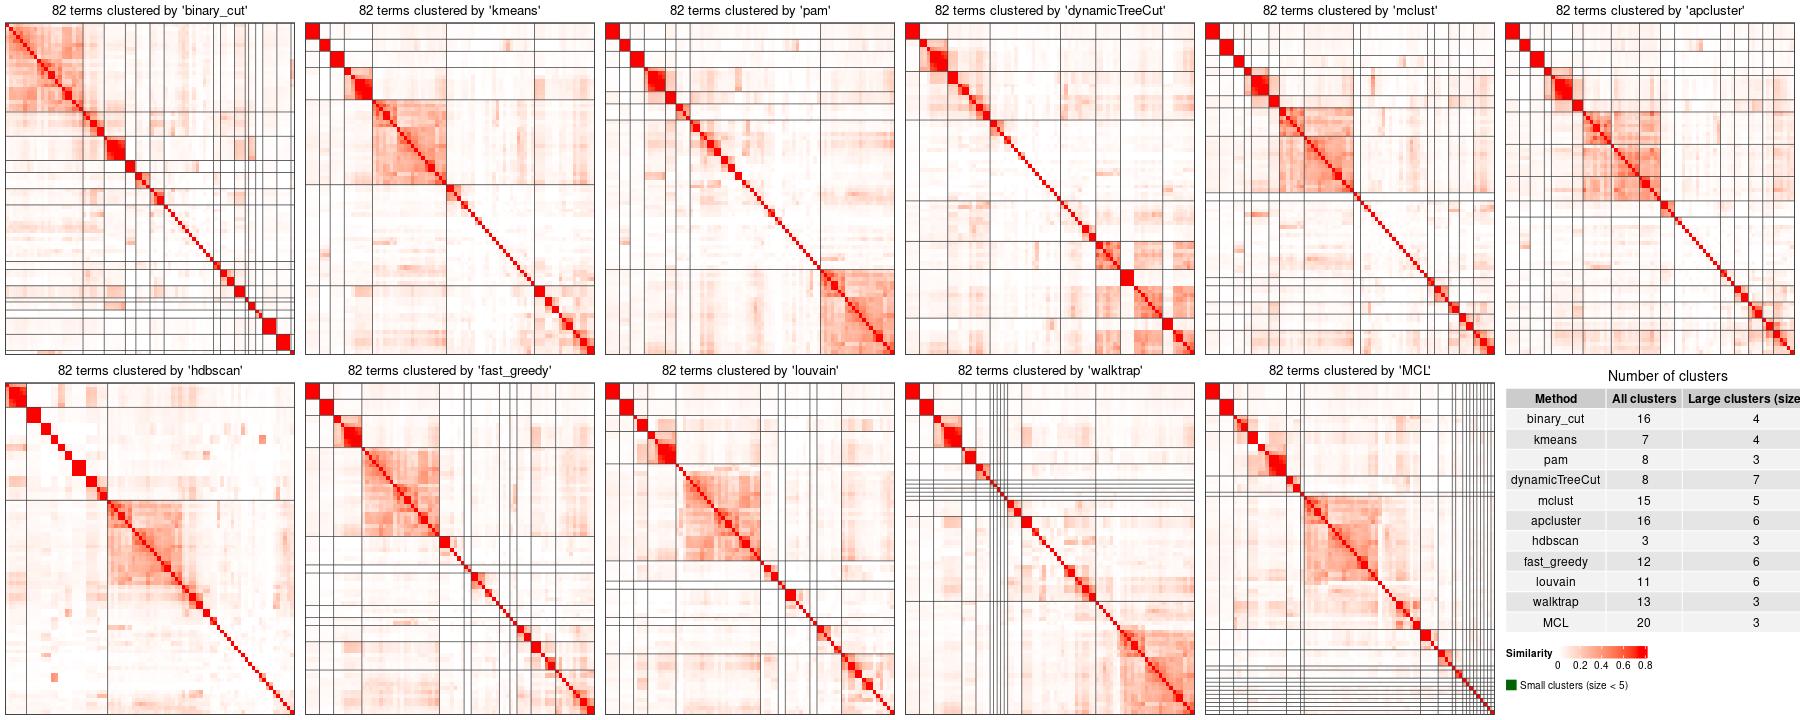 82 terms clustered by 'binary_cut'
82 terms clustered by 'kmeans'
82 terms clustered by 'pam'
82 terms clustered by 'dynamicTreeCut'
82 terms clustered by 'mclust'
82 terms clustered by 'apcluster'
82 terms clustered by 'hdbscan'
82 terms clustered by 'fast_greedy'
82 terms clustered by 'louvain'
82 terms clustered by 'walktrap'
82 terms clustered by 'MCL'
Number of clusters
Method All clusters Large clusters (size
binary_cut 16 4
kmeans 7 4
pam 8 3
dynamicTreeCut 8 7
mclust 15 5
apcluster 16 6
hdbscan 3 3
fast_greedy 12 6
louvain 11 6
walktrap 13 3
MCL 20 3
Similarity
0 0.2 0.4 0.6 0.8
Small clusters (size < 5)